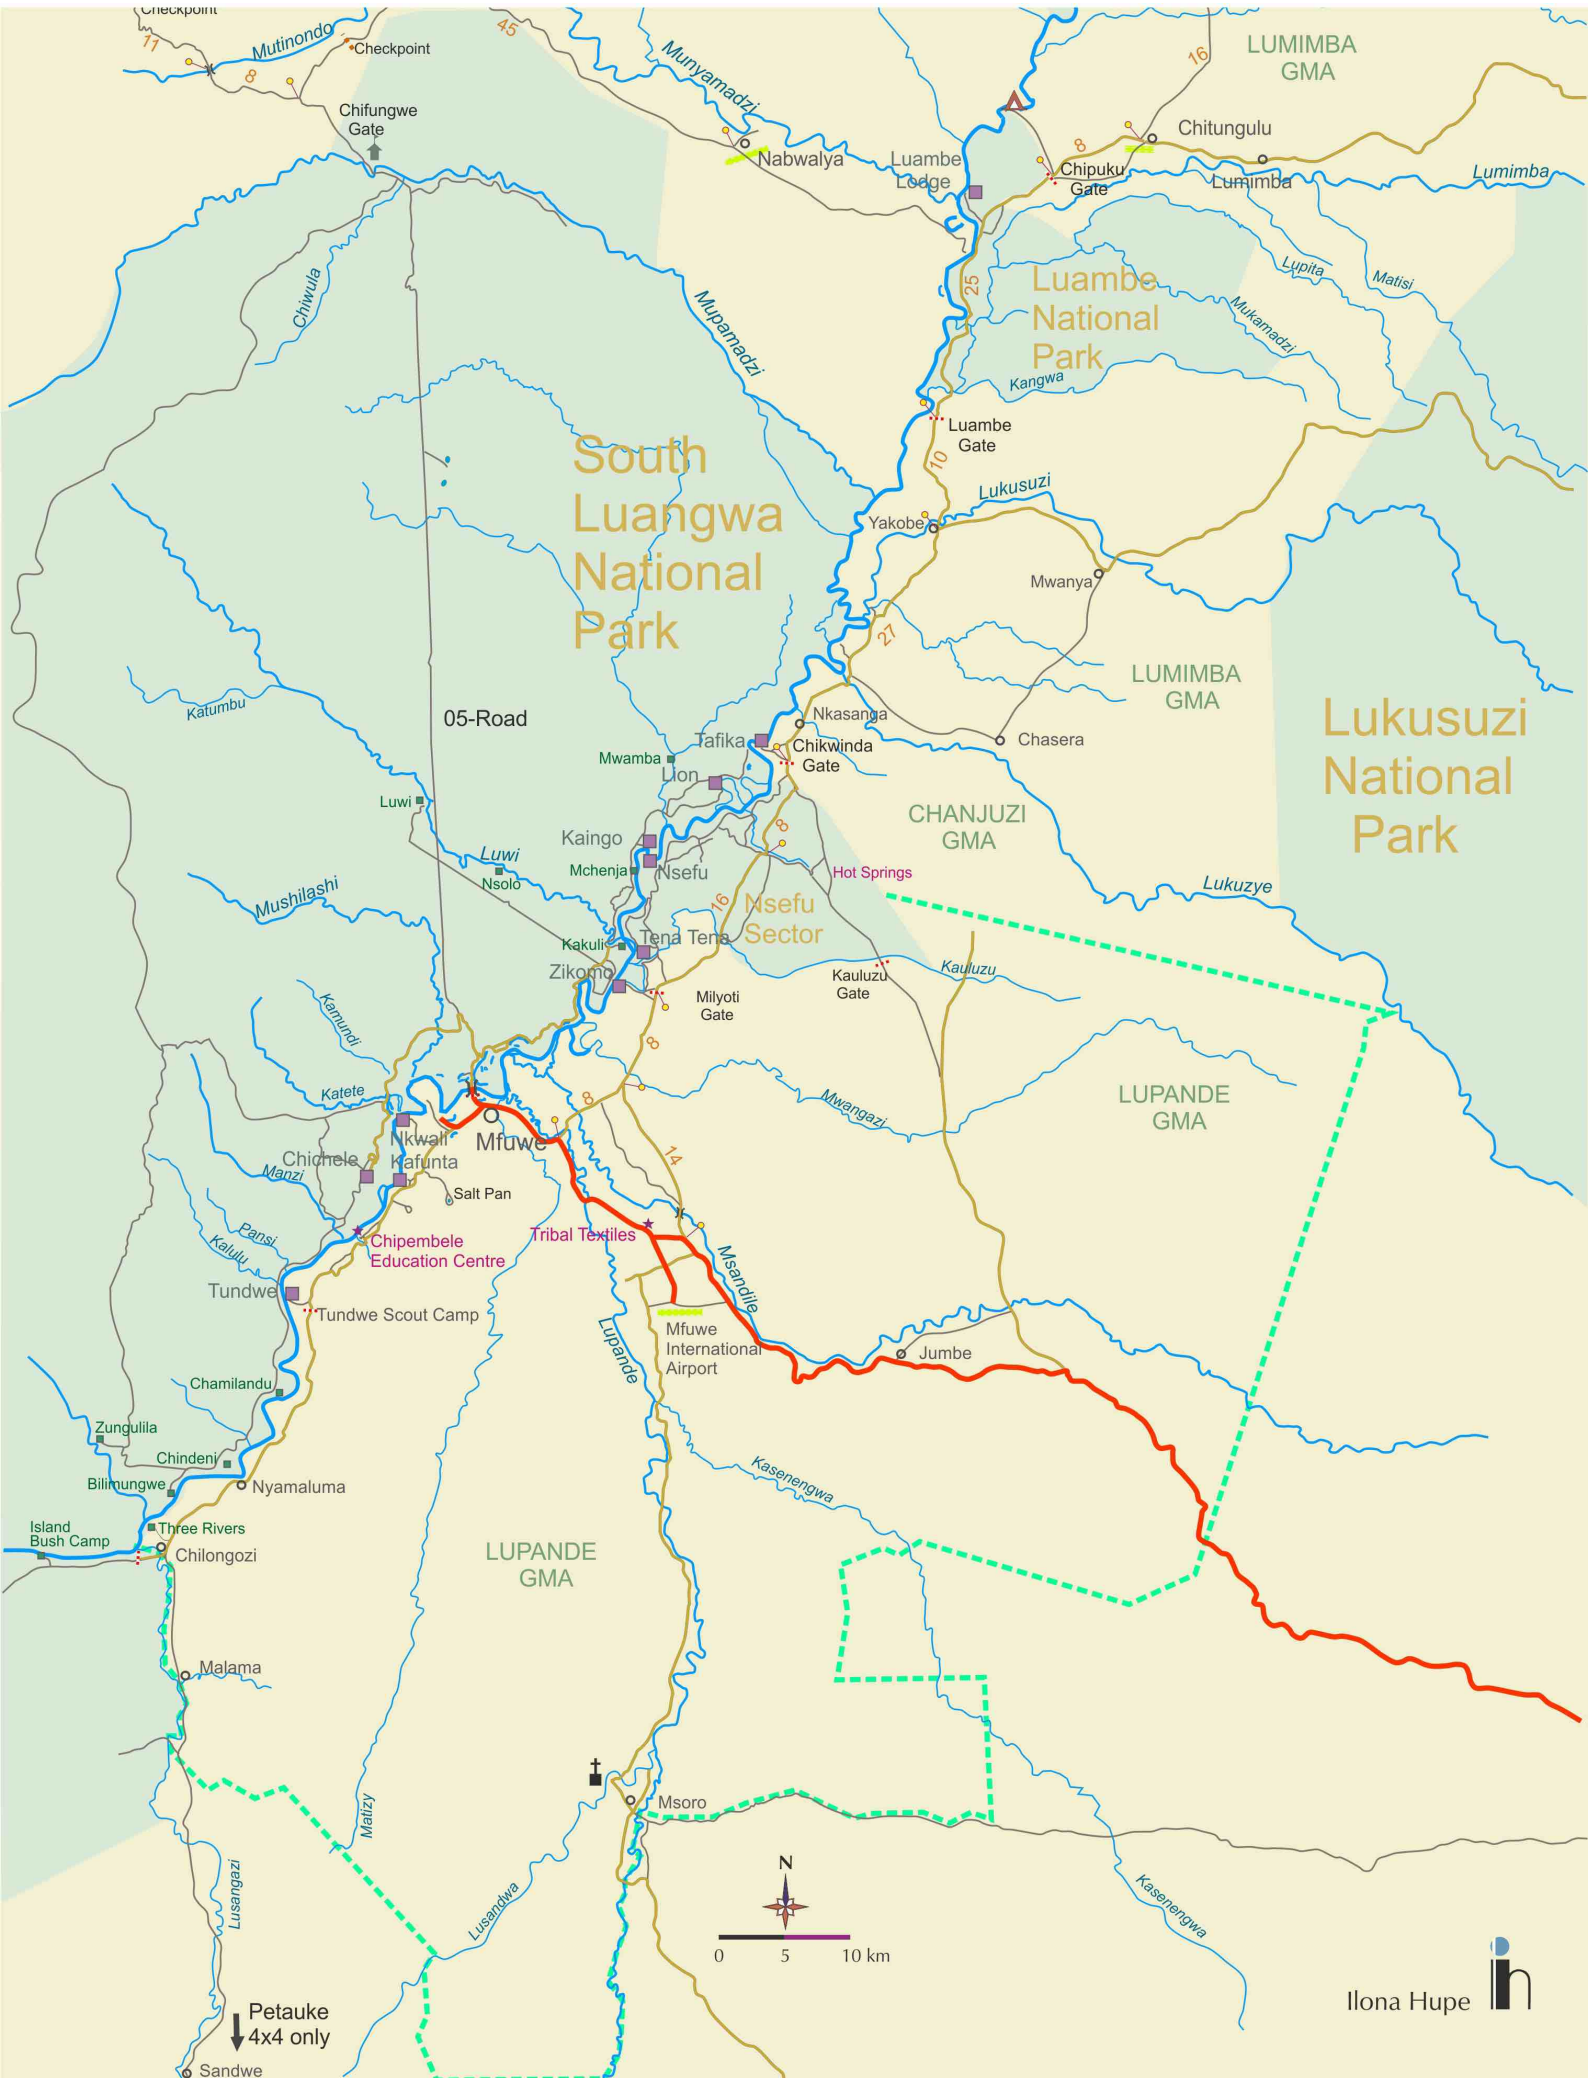 Checkpoint
11
Mutinondo
Checkpoint
8
45
Munyamadzi
16
LUMIMBA
GMA
Chifungwe
Gate
Nabwalya
Luambe
Lodge
8
Chitungulu
Chipuku
Gate
Lumimba
Lumimba
Chiwula
Mupamadzi
25
Luambe
National
Park
Lupita
Matisi
Mukamadzi
Kangwa
Luambe
Gate
10
South
Luangwa
National
Park
Lukusuzi
Yakobe
Mwanya
27
LUMIMBA
GMA
Katumbu
05-Road
Nkasanga
Lukusuzi
National
Park
Tafika
Chikwinda
Gate
Chasera
Mwamba
Lion
Luwi
CHANJUZI
GMA
8
Kaingo
Luwi
Mchenja
Nsefu
Hot Springs
Nsolo
Lukuzye
Mushilashi
16
Nsefu
Sector
Kakuli
Tena Tena
Zikomo
Kauluzu
Gate
Kauluzu
Milyoti
Gate
Kamundi
8
Katete
8
Mwangazi
LUPANDE
GMA
Nkwali
Mfuwe
Chichele
Kafunta
14
Manzi
Salt Pan
Pansi
Kalulu
Chipembele
Education Centre
Tribal Textiles
Msandile
Tundwe
Tundwe Scout Camp
Mfuwe
International
Airport
Lupande
Jumbe
Chamilandu
Zungulila
Chindeni
Bilimungwe
Nyamaluma
Kasenengwa
Island
Bush Camp
Three Rivers
Chilongozi
LUPANDE
GMA
Malama
Matizy
Msoro
Lusangazi
Lusandwa
N
0 5 10 km
Kasenengwa
Ilona Hupe
ih
Petauke
4x4 only
Sandwe